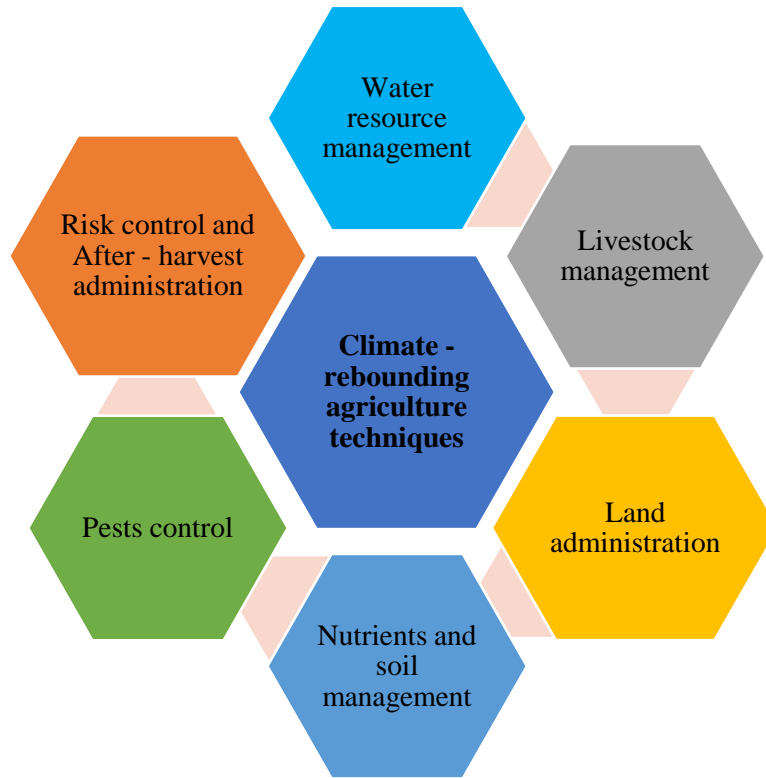 Water
resource
management
Risk control and
After - harvest
administration
Livestock
management
Climate -
rebounding
agriculture
techniques
Pests control
Land
administration
Nutrients and
soil
management